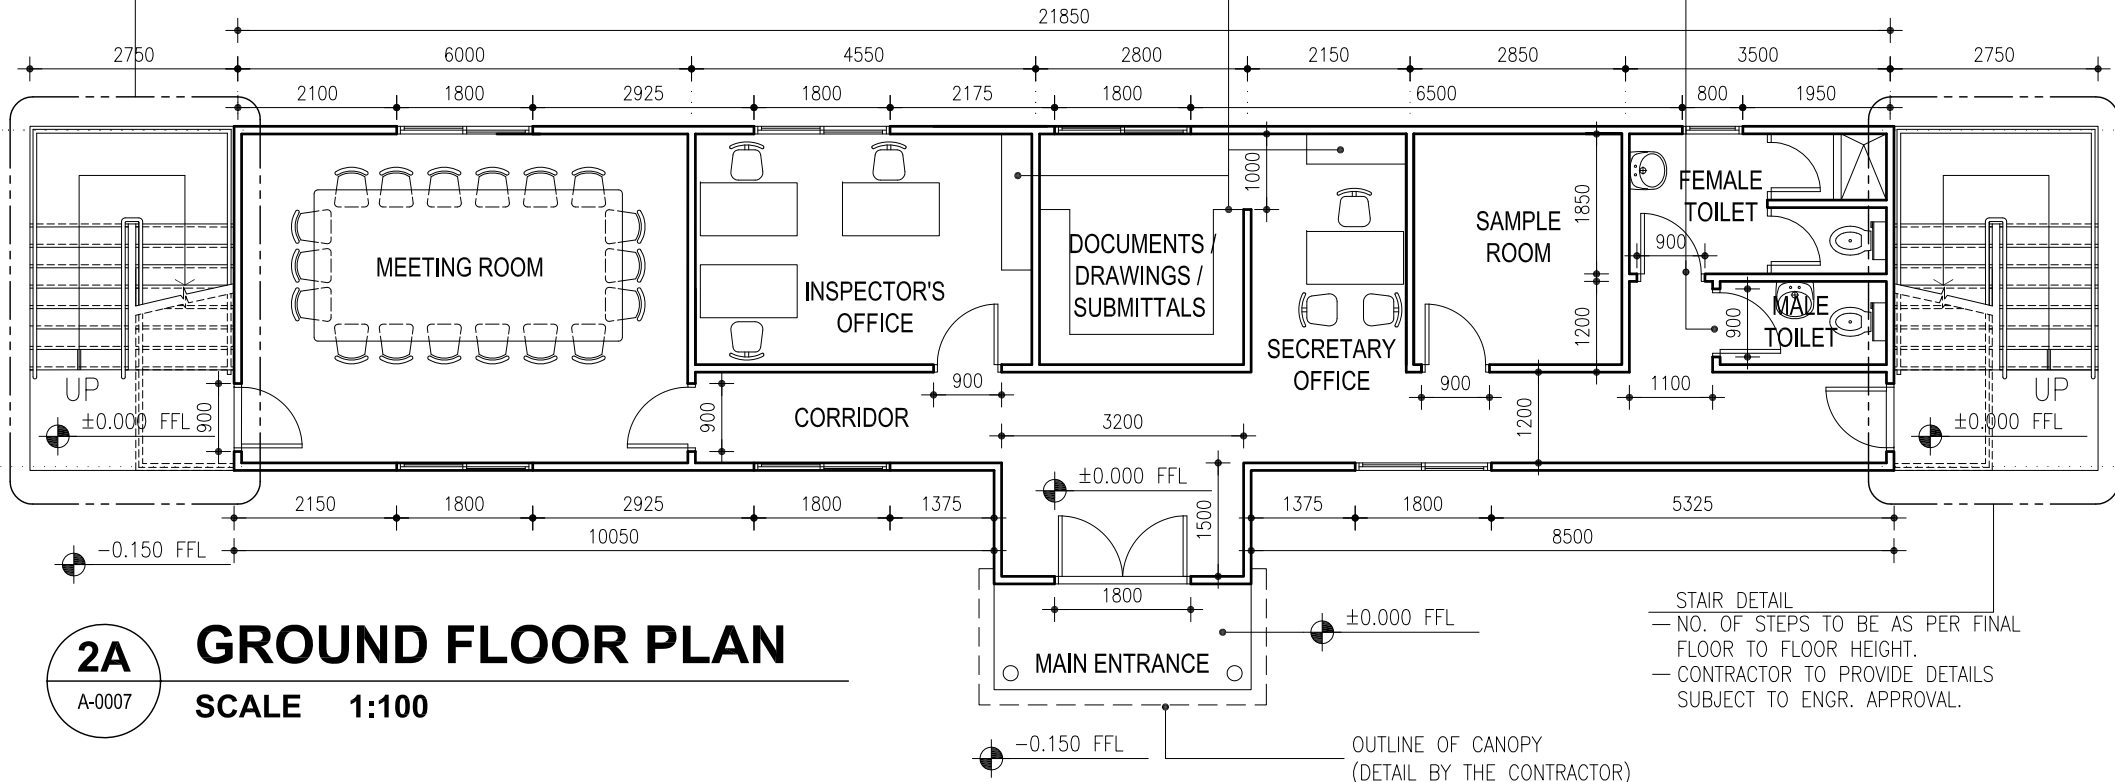 21850
2750 6000 4550 2800 2150 2850 3500 2750
2100 1800 2925 1800 2175 1800 6500 800 1950
1000
1850
FEMALE
TOILET
SAMPLE
ROOM
900
DOCUMENTS /
DRAWINGS /
SUBMITTALS
MEETING ROOM
INSPECTOR'S
OFFICE
MALE
TOILET
900
1200
SECRETARY
OFFICE
UP
UP
900
900
1100
±0.000 FFL
900
900
CORRIDOR
3200
1200
±0.000 FFL
±0.000 FFL
2150 1800 2925 1800 1375
1500
1375 1800 5325
10050
8500
-0.150 FFL
1800
±0.000 FFL
MAIN ENTRANCE
STAIR DETAIL
— NO. OF STEPS TO BE AS PER FINAL
FLOOR TO FLOOR HEIGHT.
— CONTRACTOR TO PROVIDE DETAILS
SUBJECT TO ENGR. APPROVAL.
2A
A-0007
GROUND FLOOR PLAN
SCALE 1:100
-0.150 FFL
OUTLINE OF CANOPY
(DETAIL BY THE CONTRACTOR)